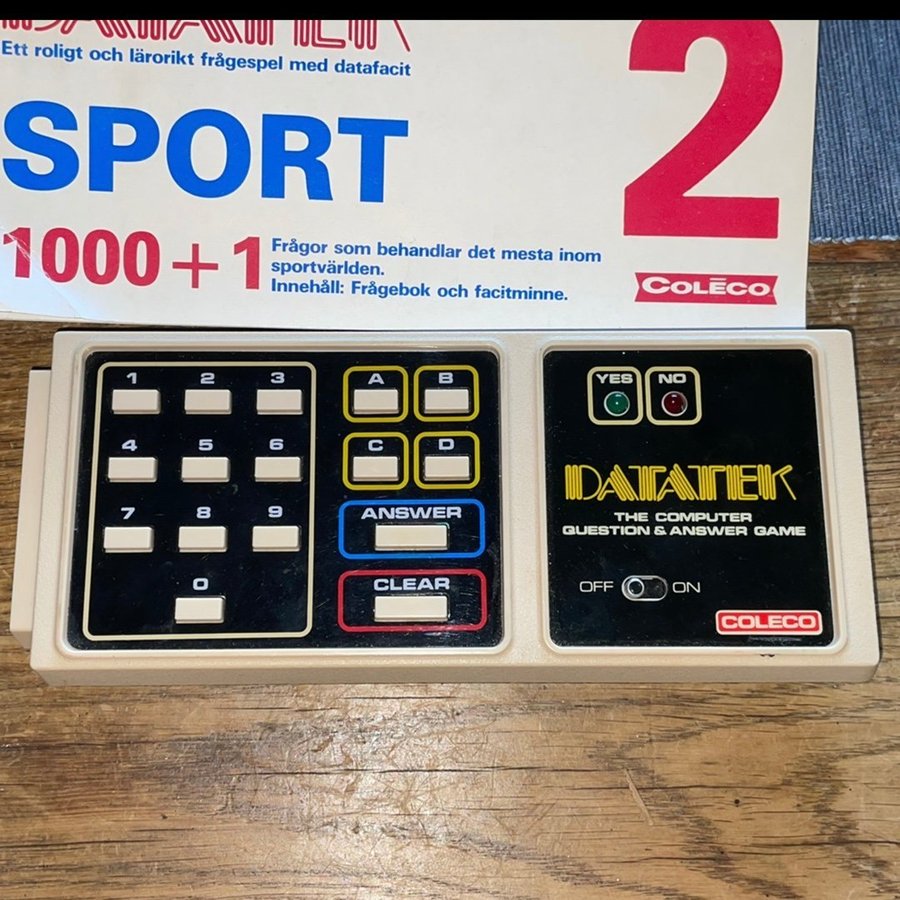 DATATEK
Ett roligt och lärorikt frågespel med datafacit
SPORT
2
1000 + 1
Frågor som behandlar det mesta inom
sportvärlden.
Innehåll: Frågebok och facitminne.
COLECO
1 2 3
4 5 6
7 8 9
0
A B
C D
ANSWER
CLEAR
YES NO
DATATEK
THE COMPUTER
QUESTION & ANSWER GAME
OFF ON
COLECO